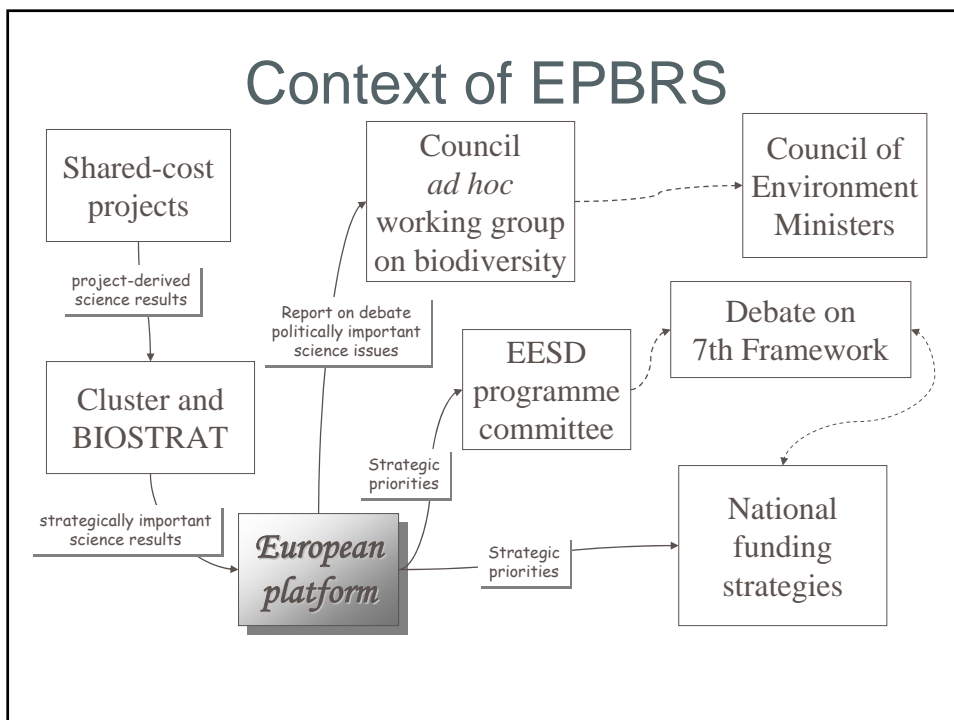 Context of EPBRS
Shared-cost
projects
project-derived
science results
Cluster and
BIOSTRAT
strategically important
science results
European
platform
Council
ad hoc
working group
on biodiversity
Report on debate
politically important
science issues
Council of
Environment
Ministers
EESD
programme
committee
Strategic
priorities
Debate on
7th Framework
Strategic
priorities
National
funding
strategies